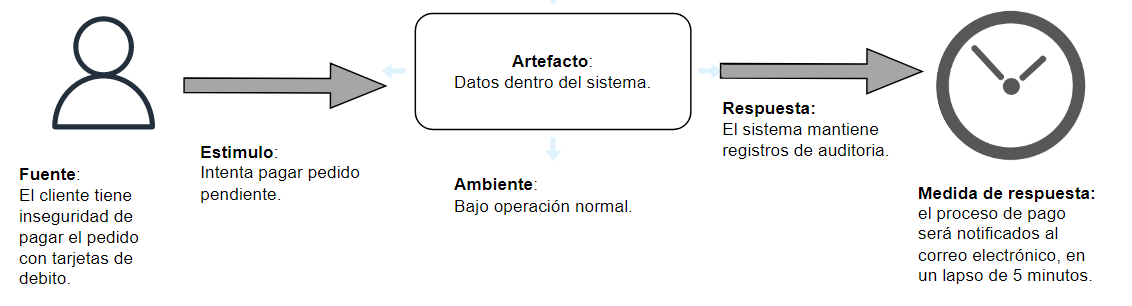 Fuente:
El cliente tiene
inseguridad de
pagar el pedido
con tarjetas de
debito.
Estimulo:
Intenta pagar pedido
pendiente.
Artefacto:
Datos dentro del sistema.
Ambiente:
Bajo operación normal.
Respuesta:
El sistema mantiene
registros de auditoria.
Medida de respuesta:
el proceso de pago
será notificados al
correo electrónico, en
un lapso de 5 minutos.